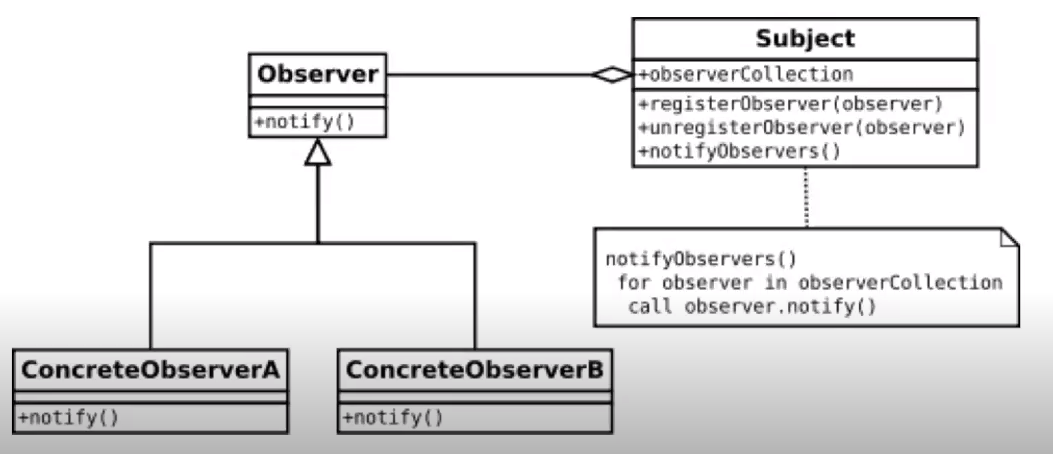 Observer
+notify()
Subject
+observerCollection
+registerObserver(observer)
+unregisterObserver(observer)
+notifyObservers()
notifyObservers()
for observer in observerCollection
call observer.notify()
ConcreteObserverA
+notify()
ConcreteObserverB
+notify()